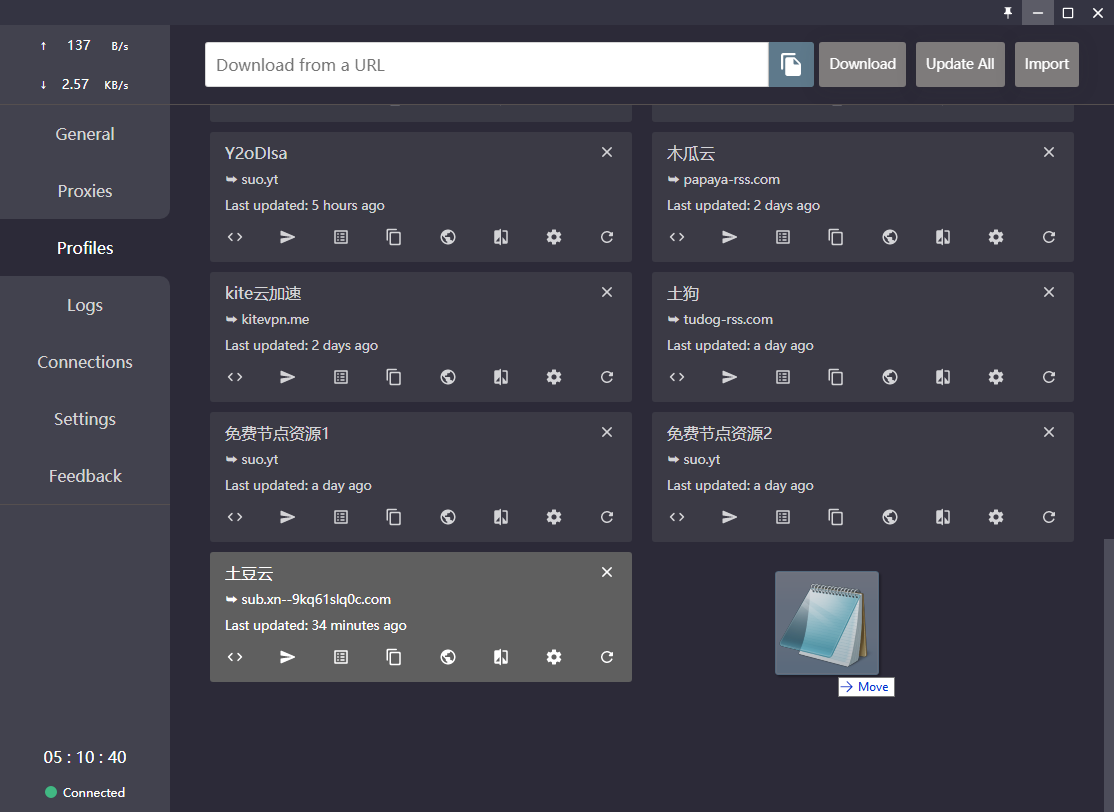 ↑ 137 B/s
↓ 2.57 KB/s
Download from a URL
Download
Update All
Import
General
Proxies
Profiles
Logs
Connections
Settings
Feedback
Y2oDIsa
suo.yt
Last updated: 5 hours ago
木瓜云
papaya-rss.com
Last updated: 2 days ago
kite云加速
kitevpn.me
Last updated: 2 days ago
土狗
tudog-rss.com
Last updated: a day ago
免费节点资源1
suo.yt
Last updated: a day ago
免费节点资源2
suo.yt
Last updated: a day ago
土豆云
sub.xn--9kq61slq0c.com
Last updated: 34 minutes ago
Move
05 : 10 : 40
Connected